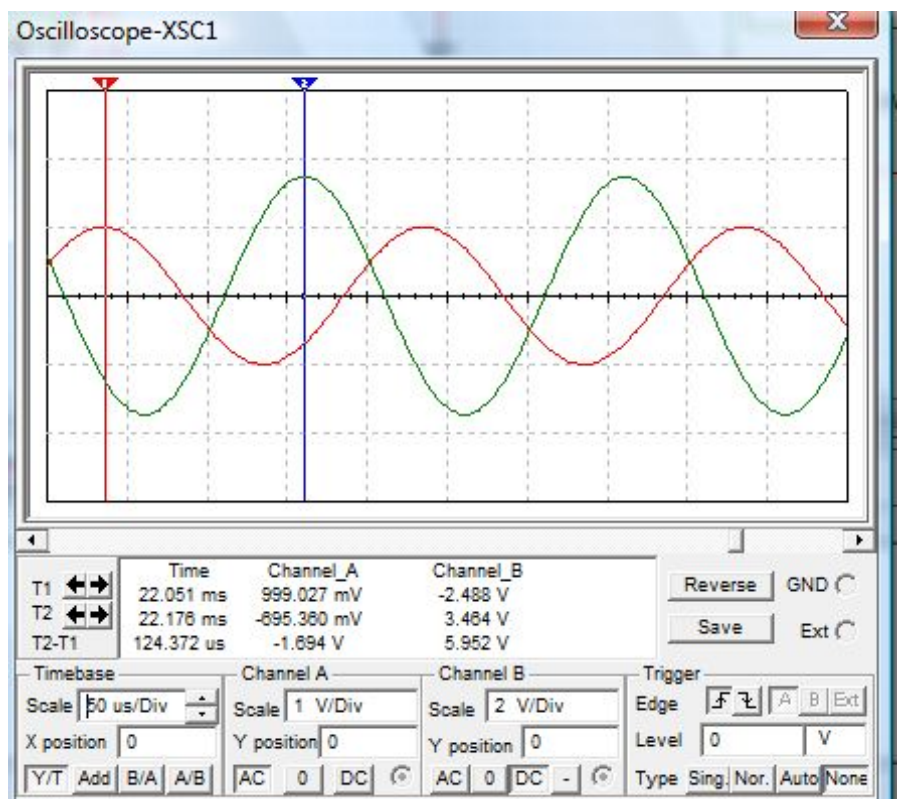 Oscilloscope-XSC1
X
1 2
Time Channel_A Channel_B
T1 22.051 ms 999.027 mV -2.488 V
T2 22.176 ms -695.360 mV 3.464 V
T2-T1 124.372 us -1.694 V 5.952 V
Reverse GND
Save Ext
Timebase Channel A Channel B Trigger
Scale 50 us/Div Scale 1 V/Div Scale 2 V/Div Edge A B Ext
X position 0 Y position 0 Y position 0 Level 0 V
Y/T Add B/A A/B AC 0 DC AC 0 DC - Type Sing. Nor. Auto None